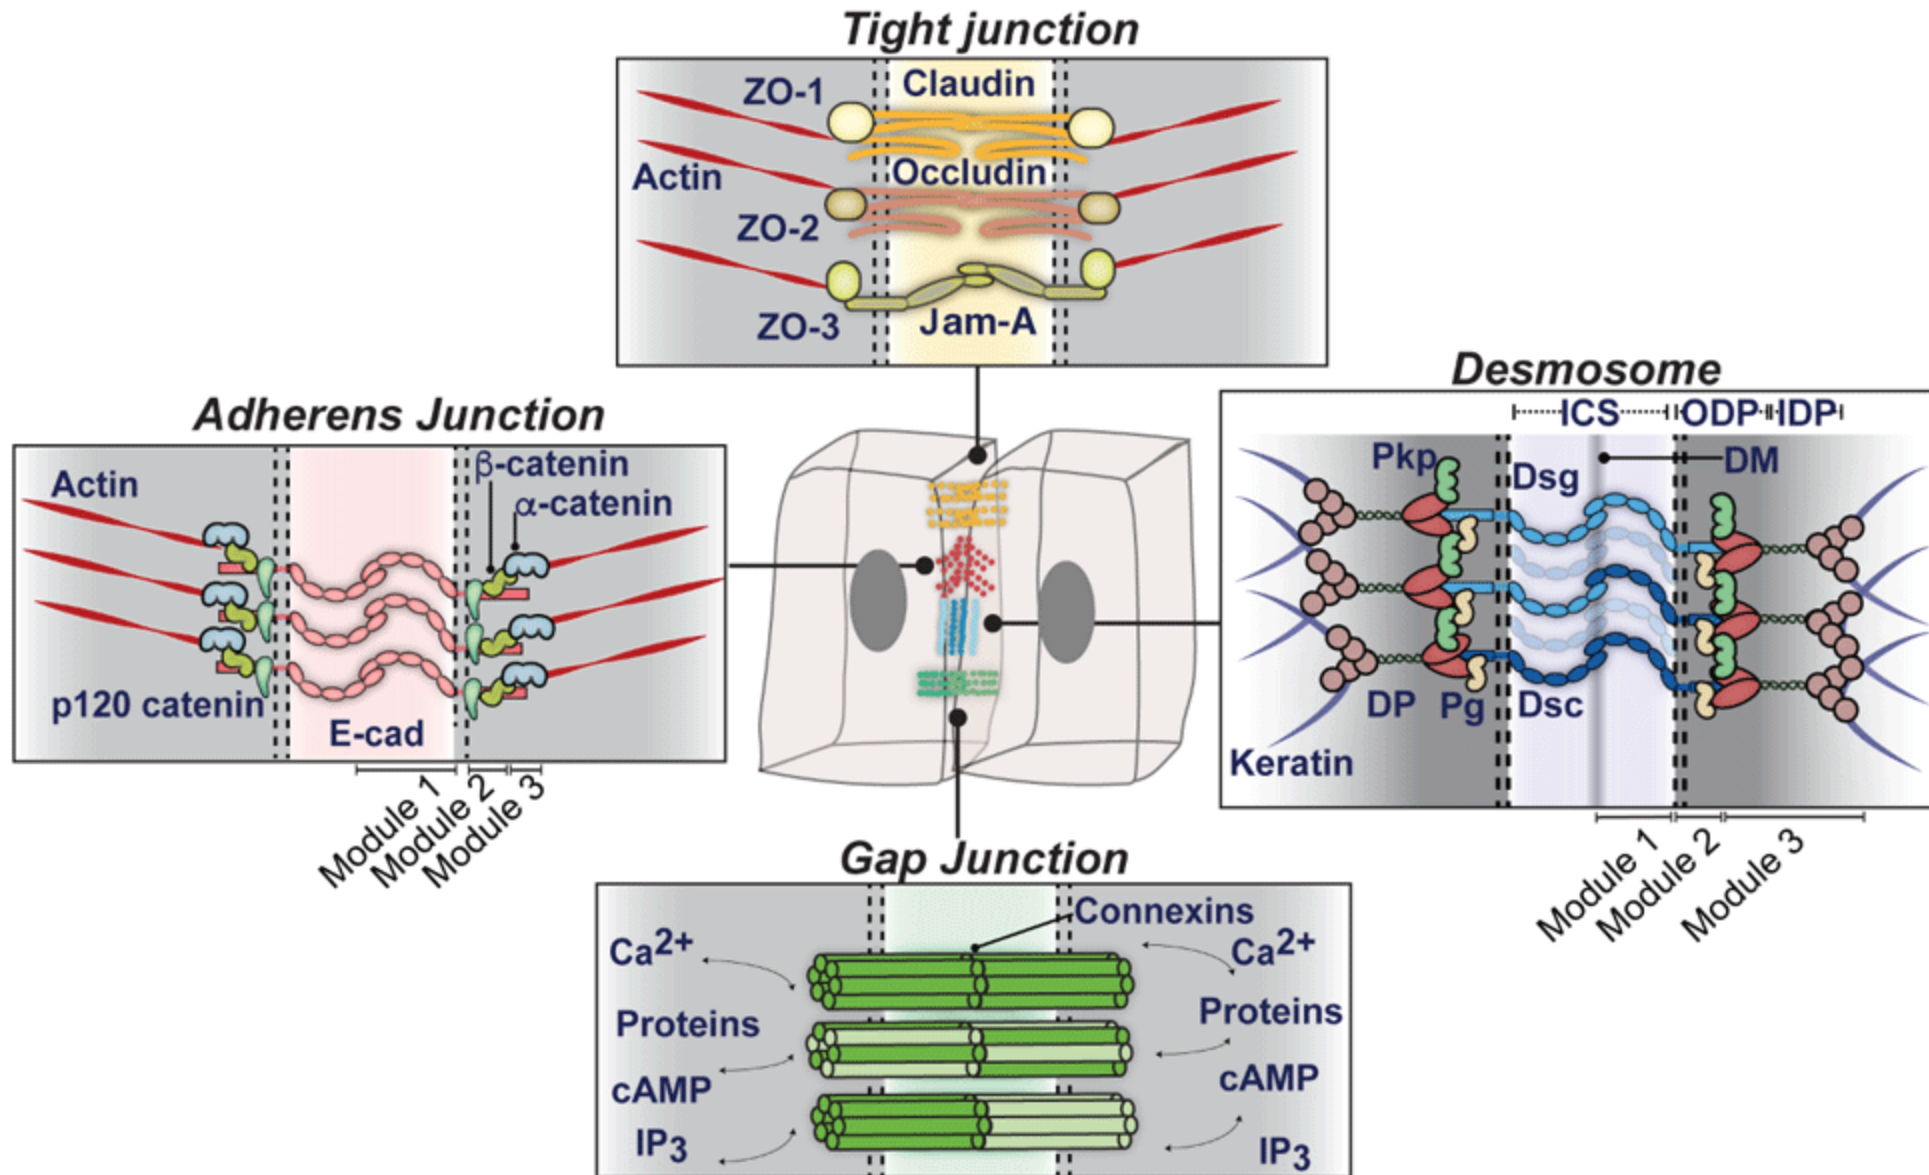 Tight junction
ZO-1
Claudin
Actin
Occludin
ZO-2
ZO-3
Jam-A
Adherens Junction
Actin
β-catenin
α-catenin
p120 catenin
E-cad
Module 1
Module 2
Module 3
Desmosome
ICS
ODP
IDP
Pkp
Dsg
DM
DP
Pg
Dsc
Keratin
Module 1
Module 2
Module 3
Gap Junction
Connexins
Ca2+
Ca2+
Proteins
Proteins
cAMP
cAMP
IP3
IP3